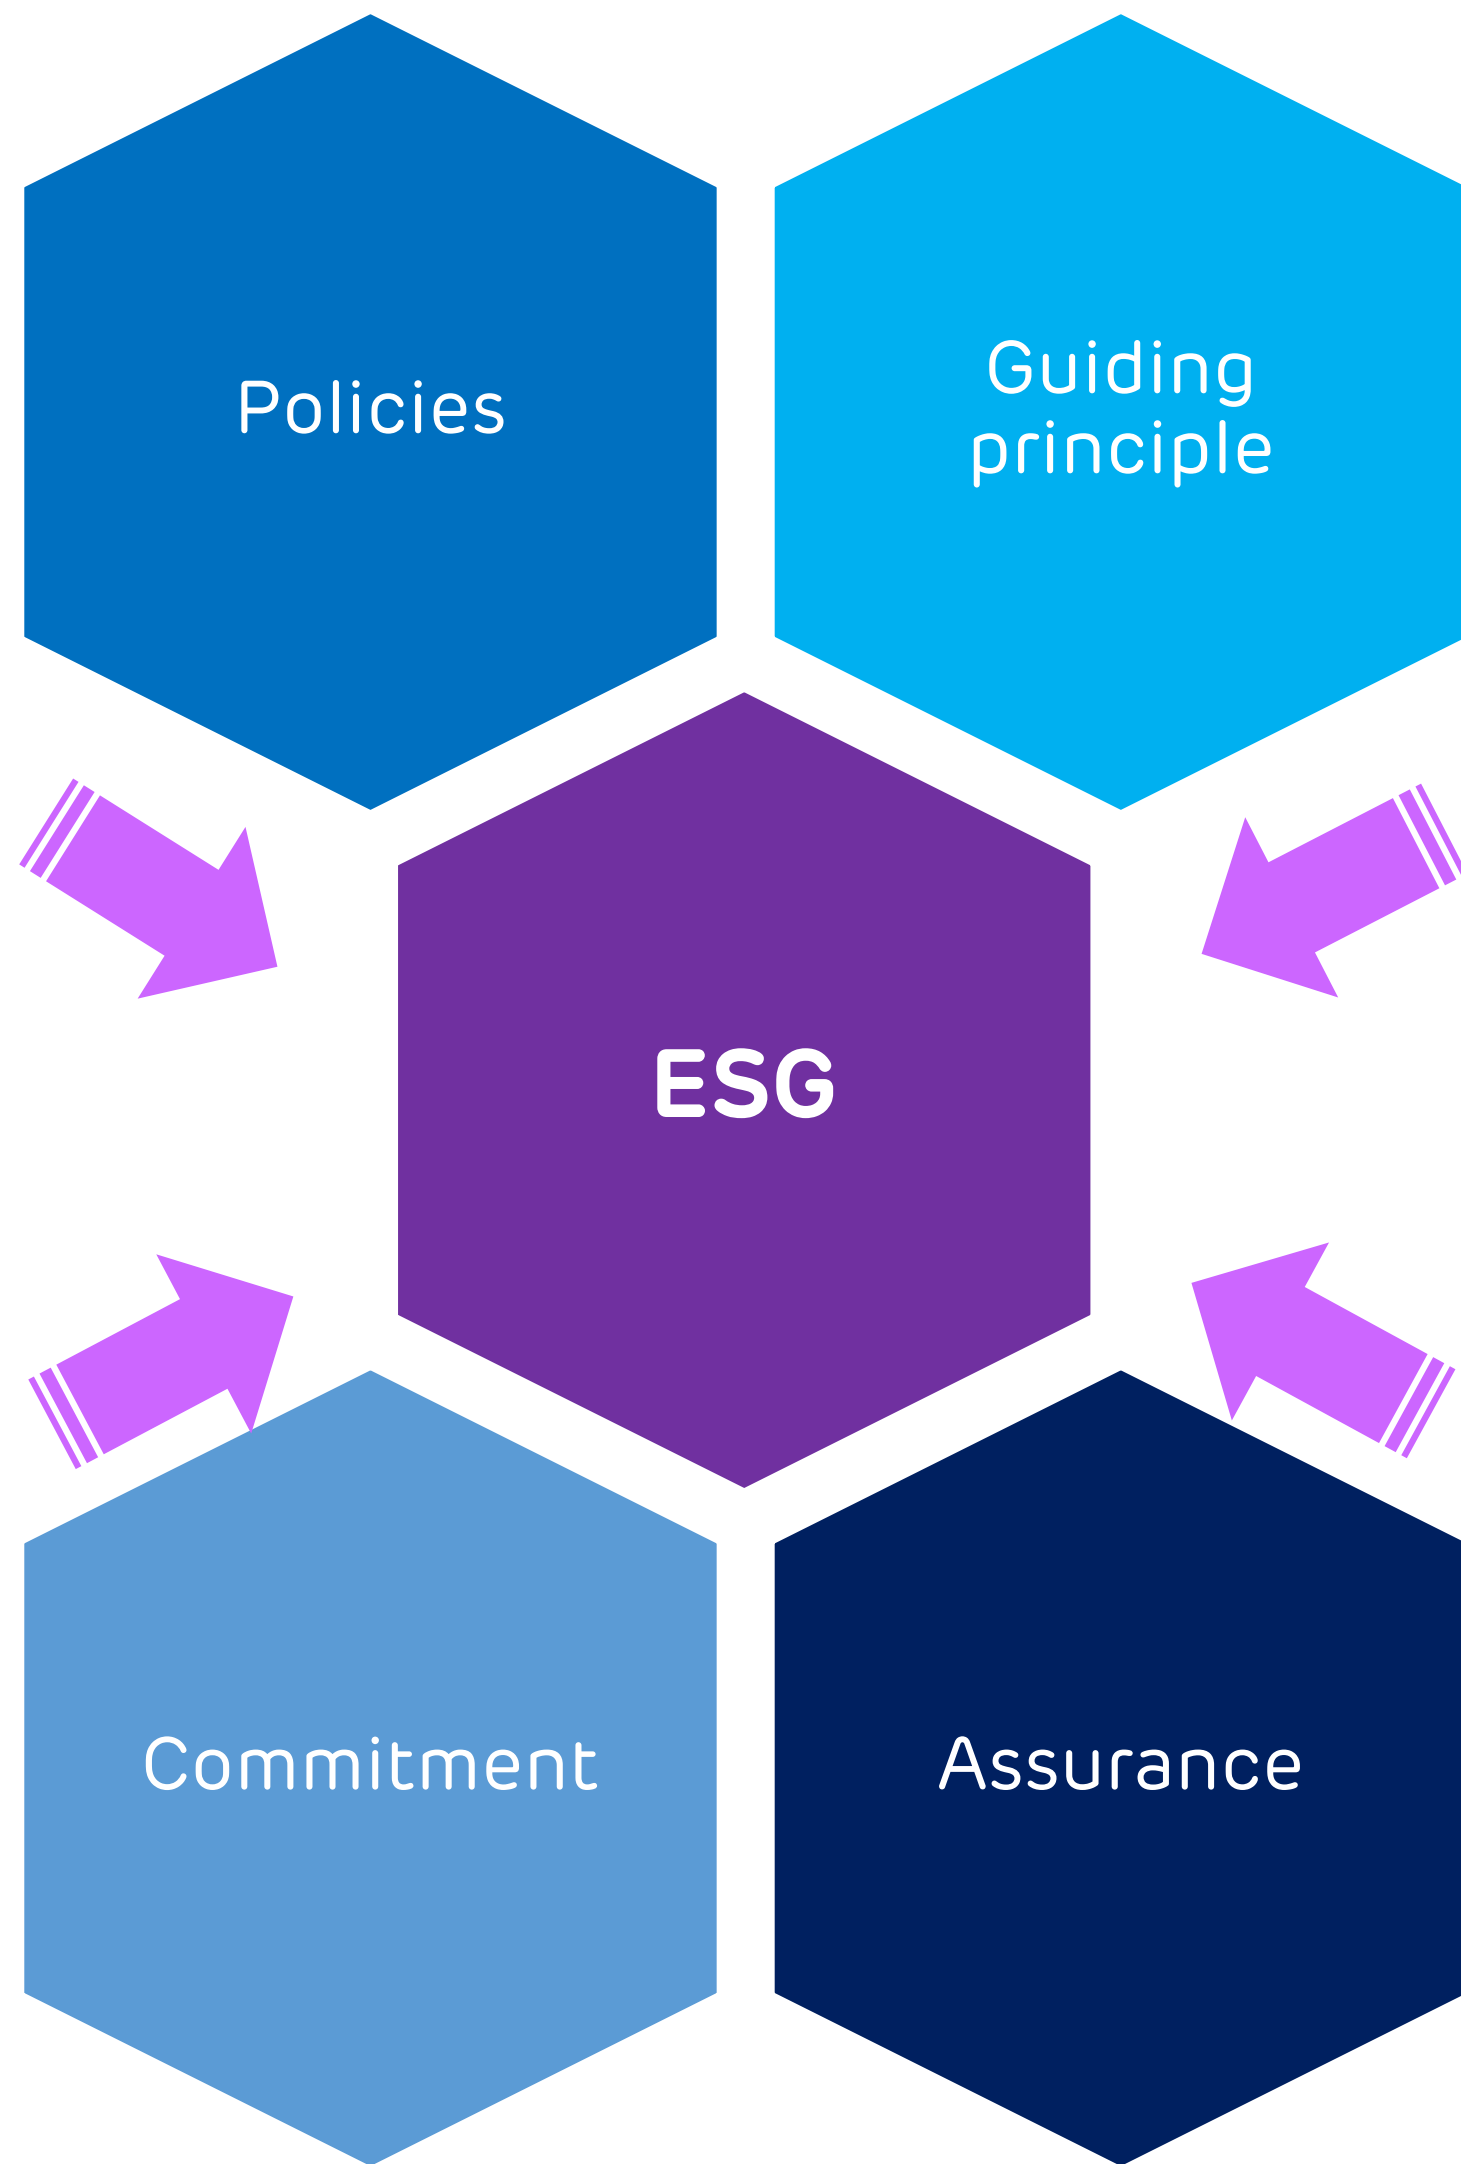 Policies
Guiding
principle
ESG
Commitment
Assurance